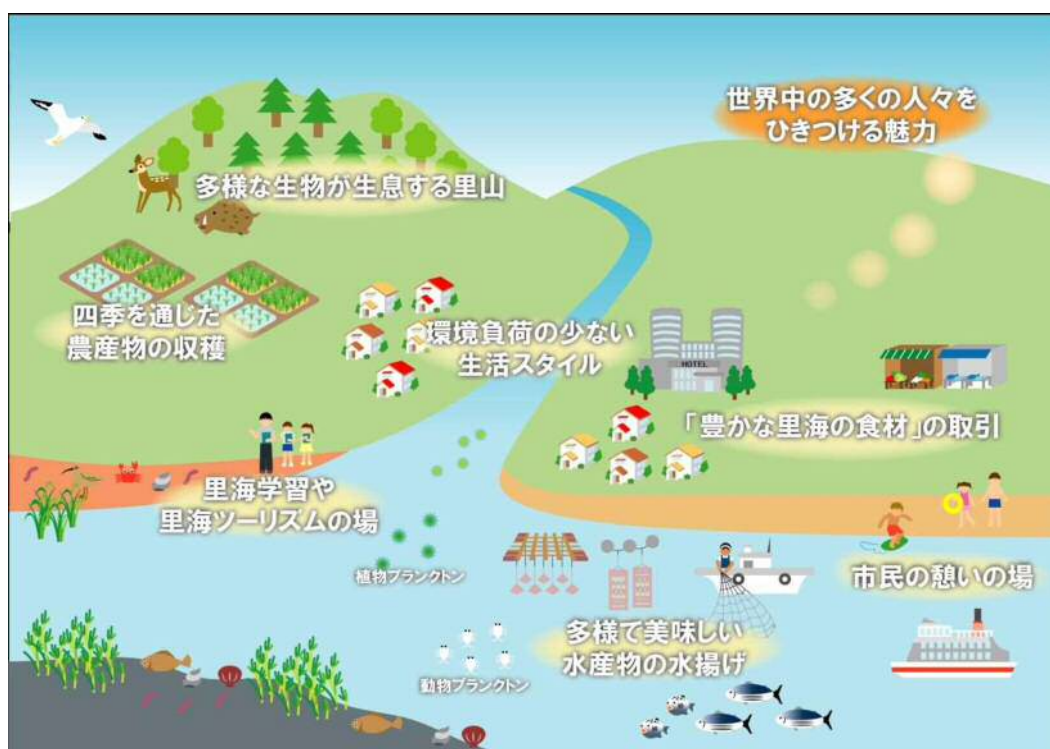 世界中の多くの人々を
ひきつける魅力
多様な生物が生息する里山
四季を通じた
農産物の収穫
環境負荷の少ない
生活スタイル
HOTEL
「豊かな里海の食材」の取引
里海学習や
里海ツーリズムの場
植物プランクトン
市民の憩いの場
多様で美味しい
水産物の水揚げ
動物プランクトン